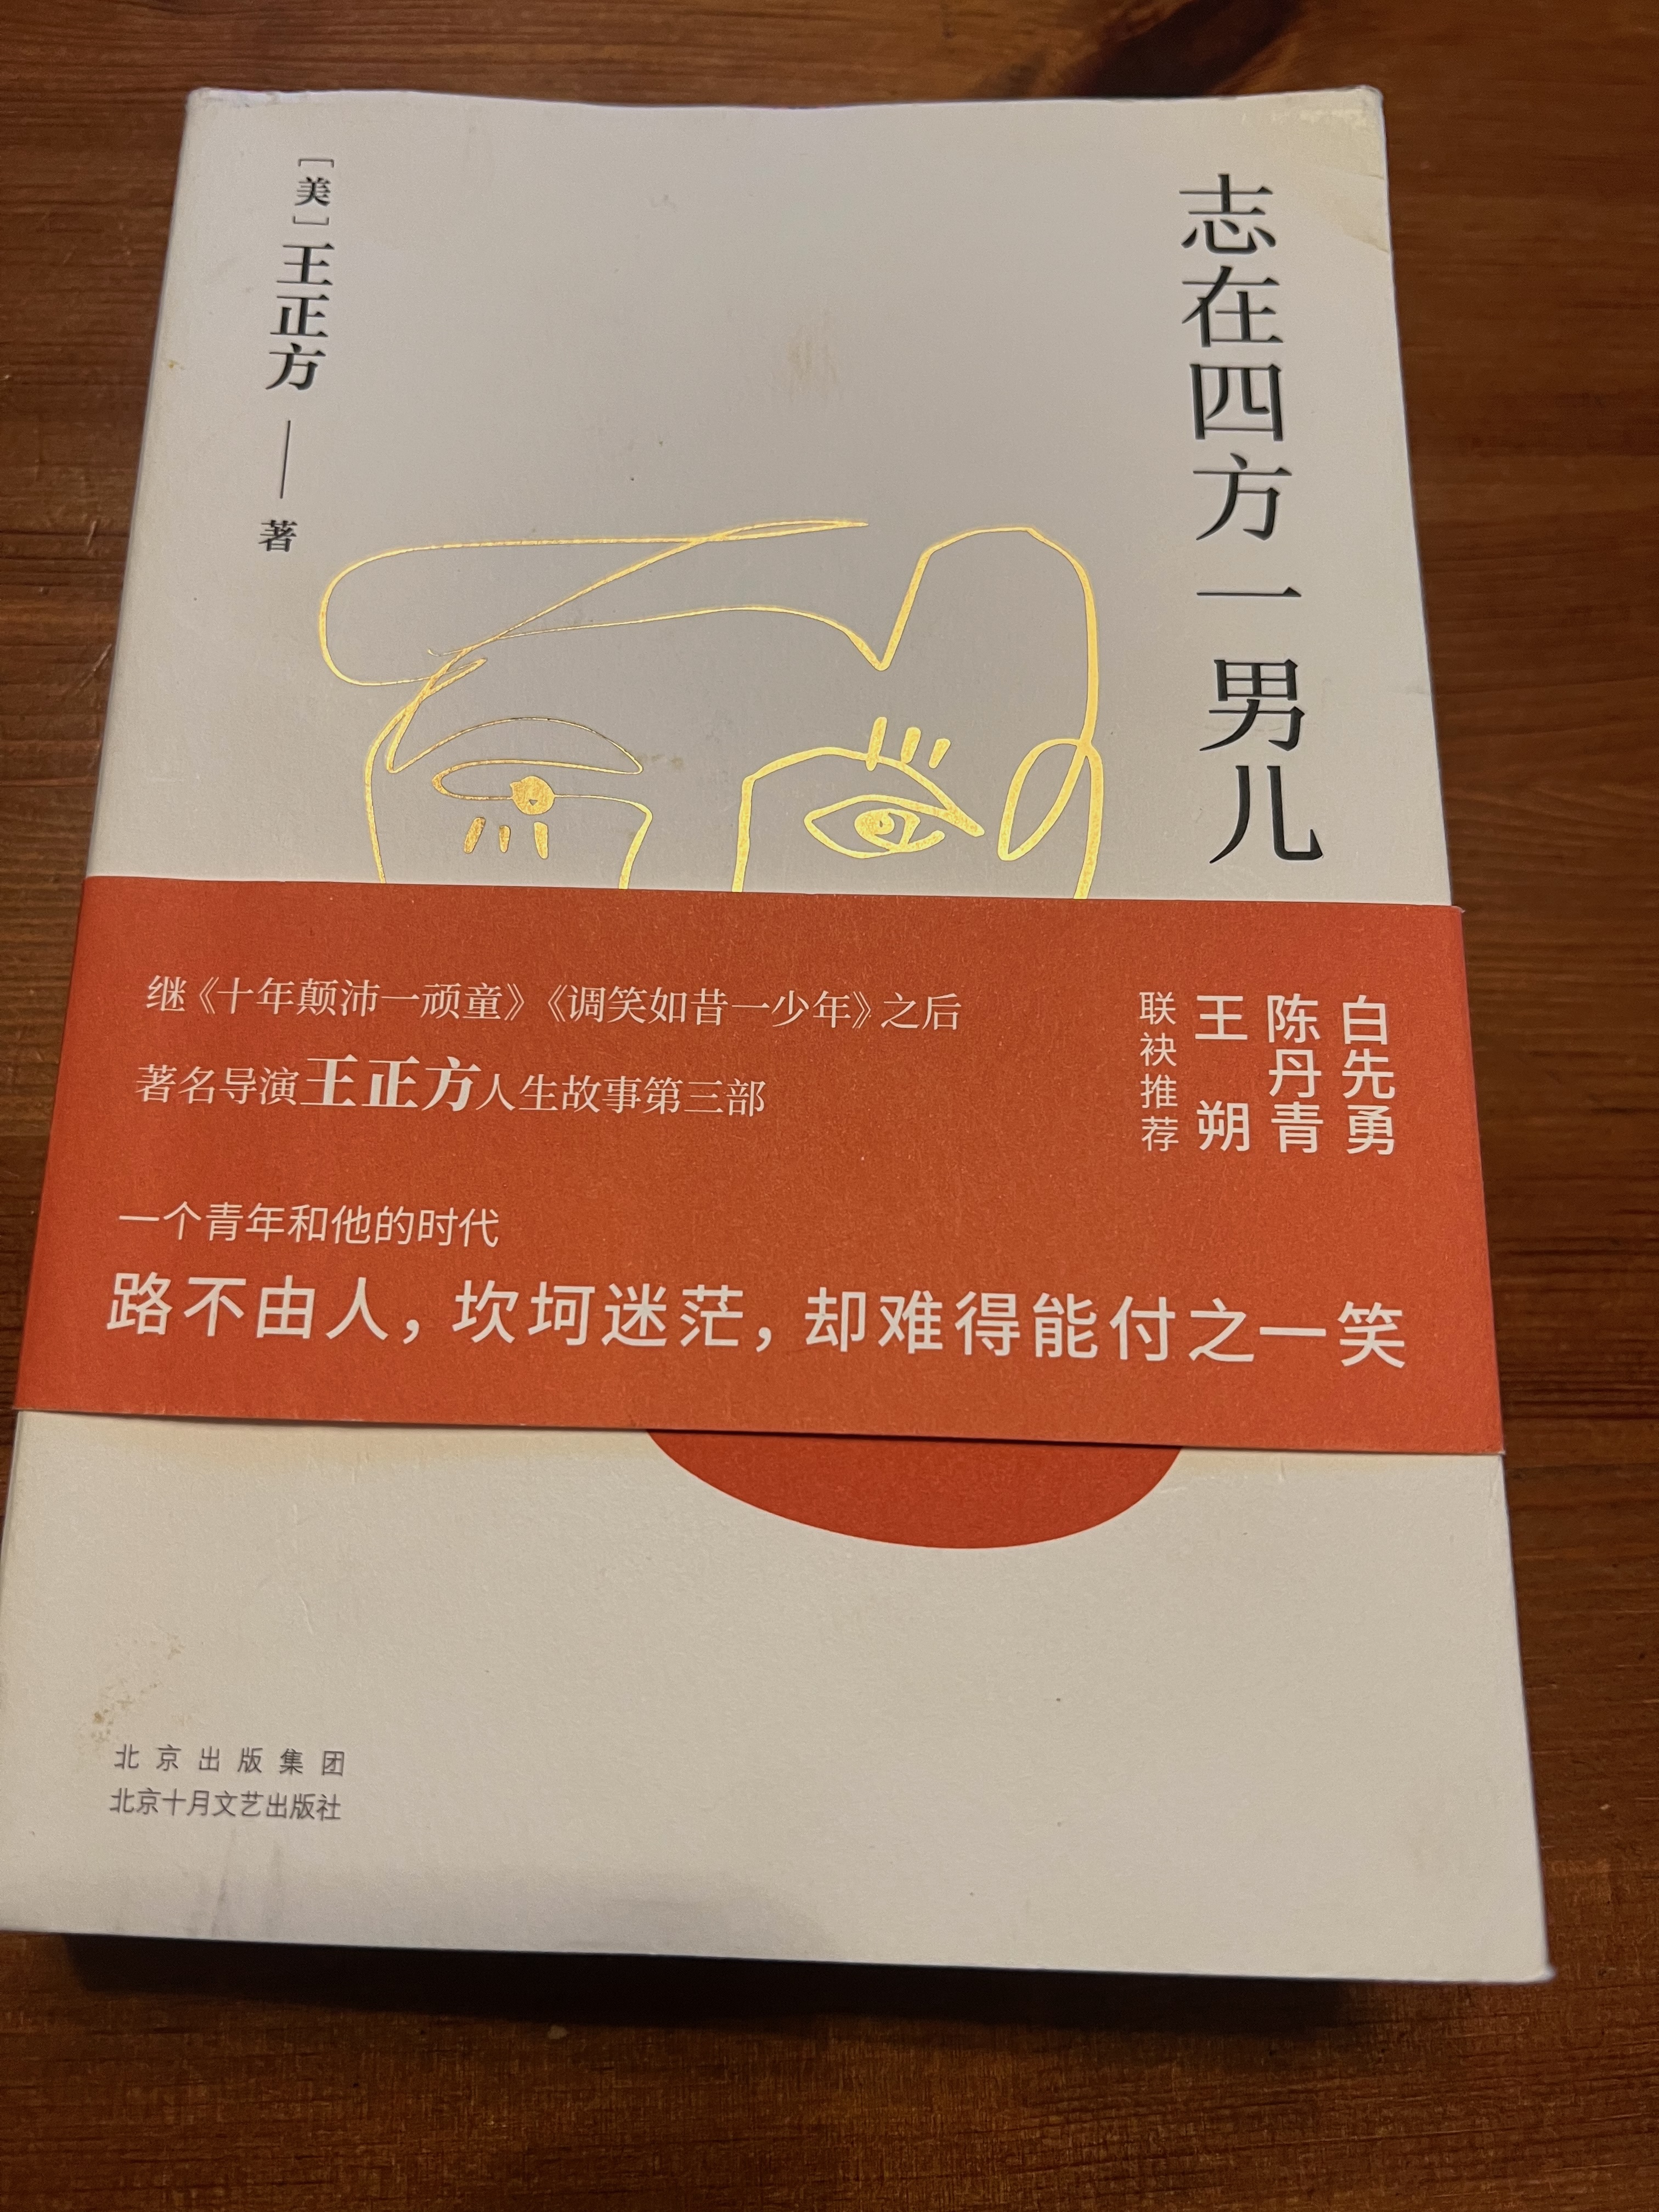 志在四方一男儿
[美]王正方——著
继《十年颠沛一顽童》《调笑如昔一少年》之后
著名导演王正方人生故事第三部
白先勇
陈丹青
王朔
联袂推荐
一个青年和他的时代
路不由人，坎坷迷茫，却难得能付之一笑
北京出版集团
北京十月文艺出版社